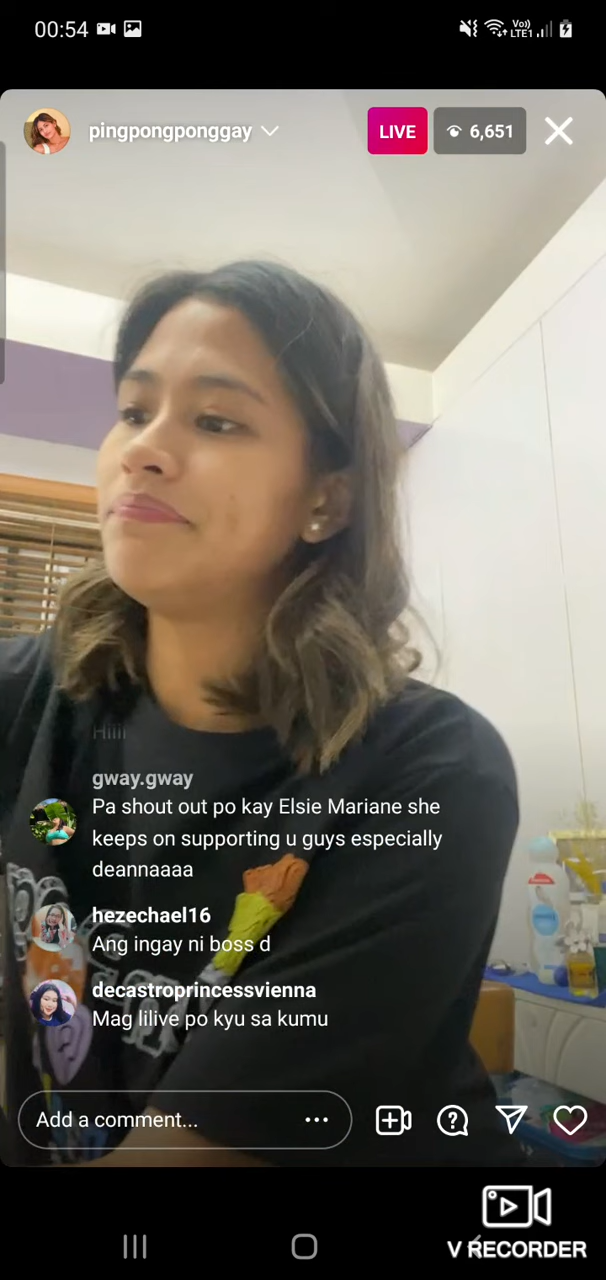 00:54
Vo))
LTE1
pingpongponggay
LIVE
6,651
Hiiii
gway.gway
Pa shout out po kay Elsie Mariane she
keeps on supporting u guys especially
deannaaaa
hezechael16
Ang ingay ni boss d
decastroprincessvienna
Mag lilive po kyu sa kumu
Add a comment...
V RECORDER